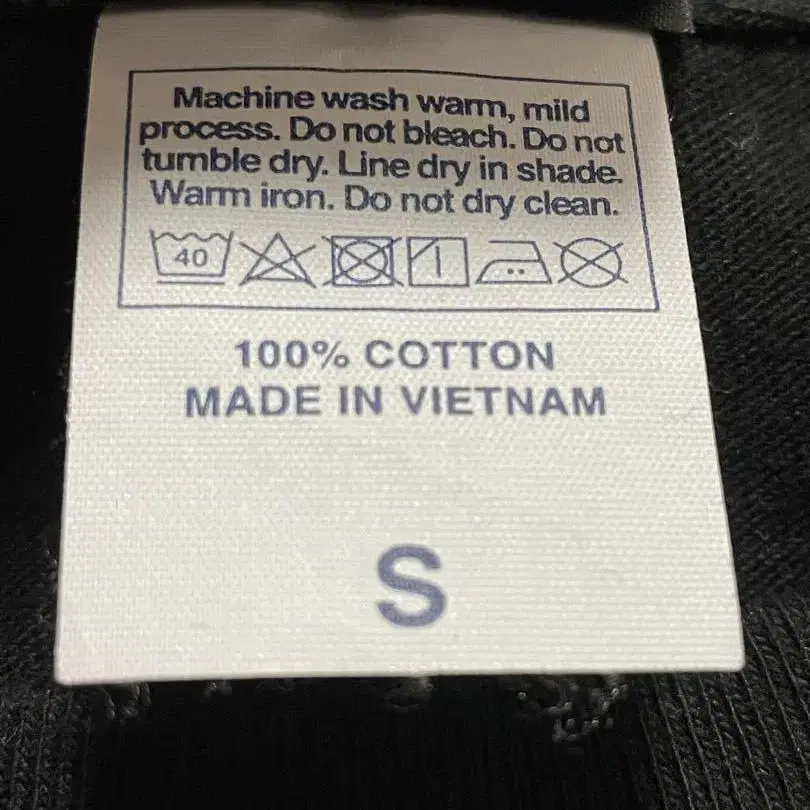 Machine wash warm, mild
process. Do not bleach. Do not
tumble dry. Line dry in shade.
Warm iron. Do not dry clean.
40
100% COTTON
MADE IN VIETNAM
S